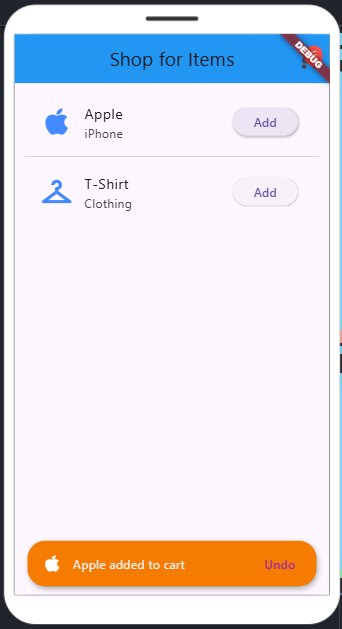 Shop for Items
DEBUG
Apple
iPhone
Add
T-Shirt
Clothing
Add
Apple added to cart
Undo